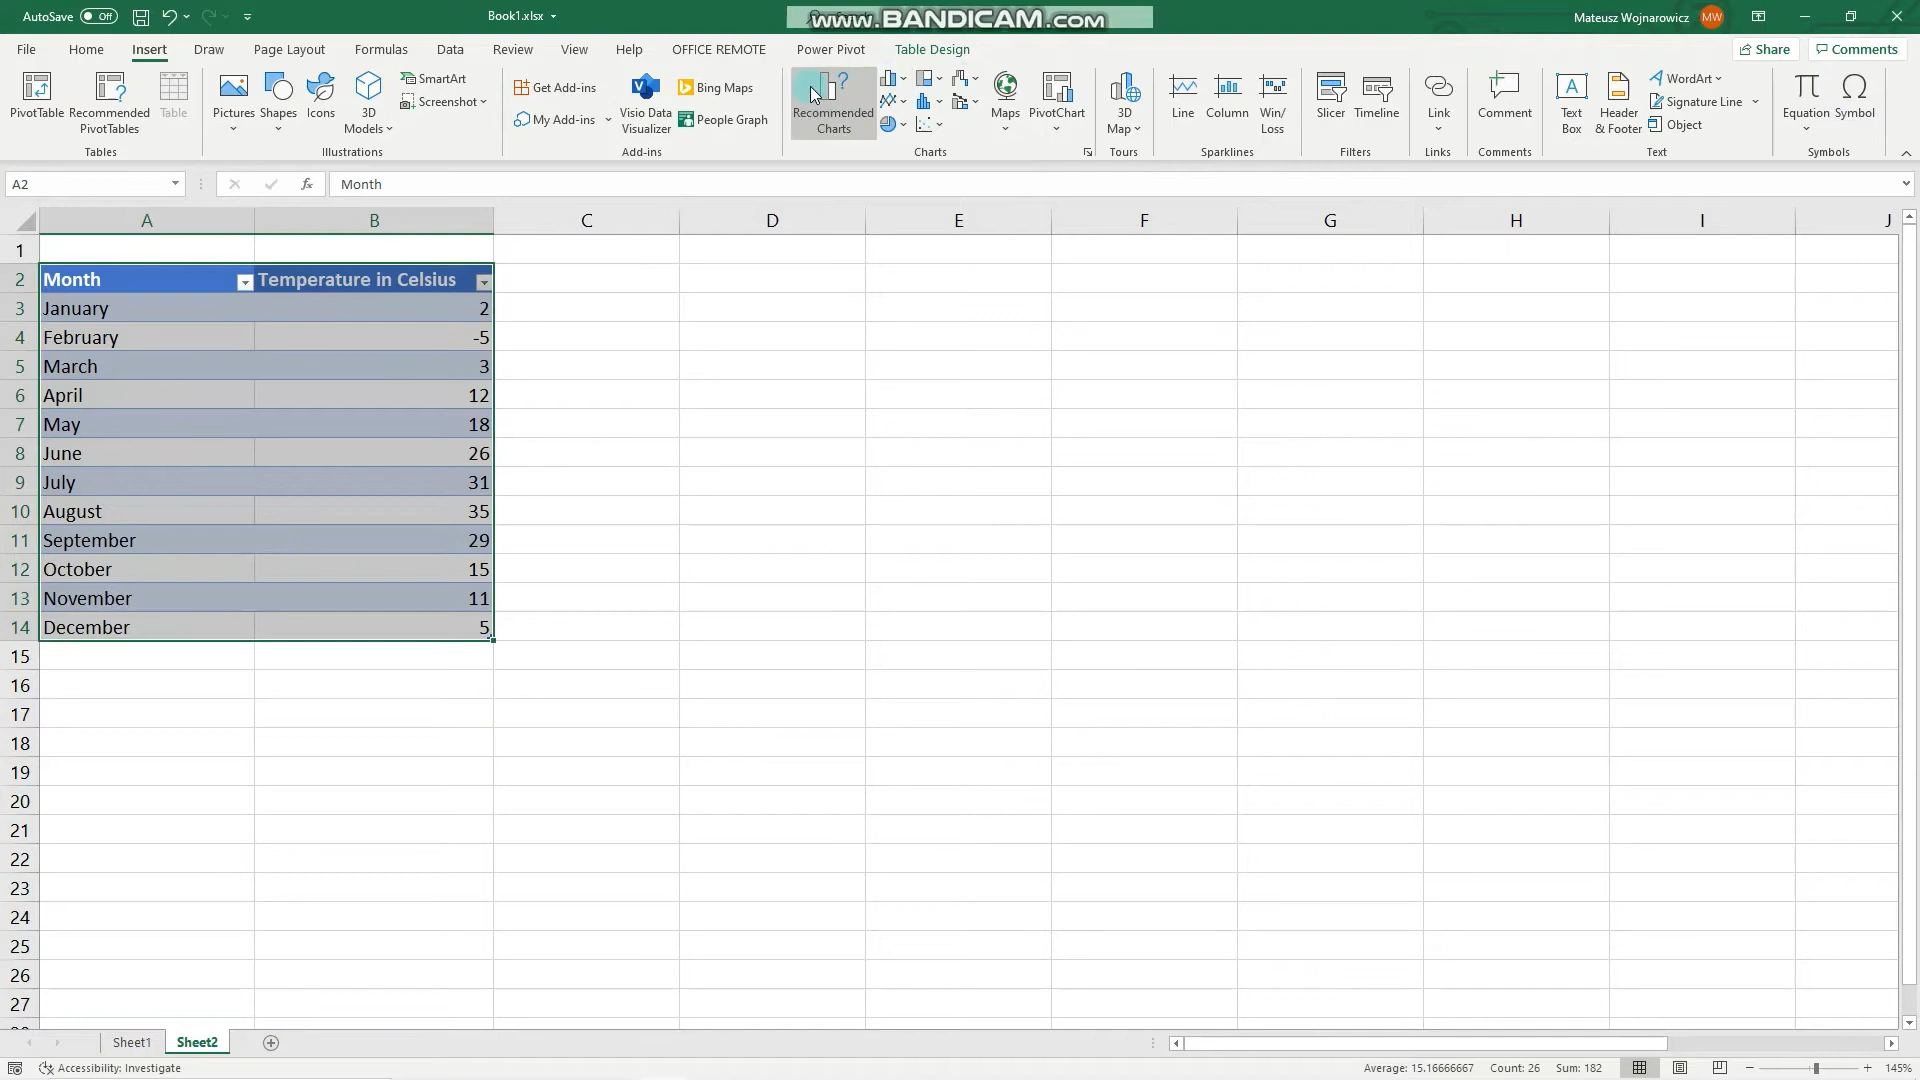 AutoSave Off Book1.xlsx www.BANDICAM.com Mateusz Wojnarowicz MW
File Home Insert Draw Page Layout Formulas Data Review View Help OFFICE REMOTE Power Pivot Table Design Share Comments
PivotTable Recommended PivotTables Table
Tables
Pictures Shapes Icons 3D Models SmartArt Screenshot
Illustrations
Get Add-ins My Add-ins Visio Data Visualizer Bing Maps People Graph
Add-ins
Recommended Charts Maps PivotChart
Charts
3D Map
Tours
Line Column Win/ Loss
Sparklines
Slicer Timeline
Filters
Link
Links
Comment
Comments
Text Box Header & Footer WordArt Signature Line Object
Text
Equation Symbol
Symbols
A2 fx Month
A B C D E F G H I J
1
2 Month Temperature in Celsius
3 January 2
4 February -5
5 March 3
6 April 12
7 May 18
8 June 26
9 July 31
10 August 35
11 September 29
12 October 15
13 November 11
14 December 5
15
16
17
18
19
20
21
22
23
24
25
26
27
Sheet1 Sheet2
Accessibility: Investigate Average: 15.16666667 Count: 26 Sum: 182 145%